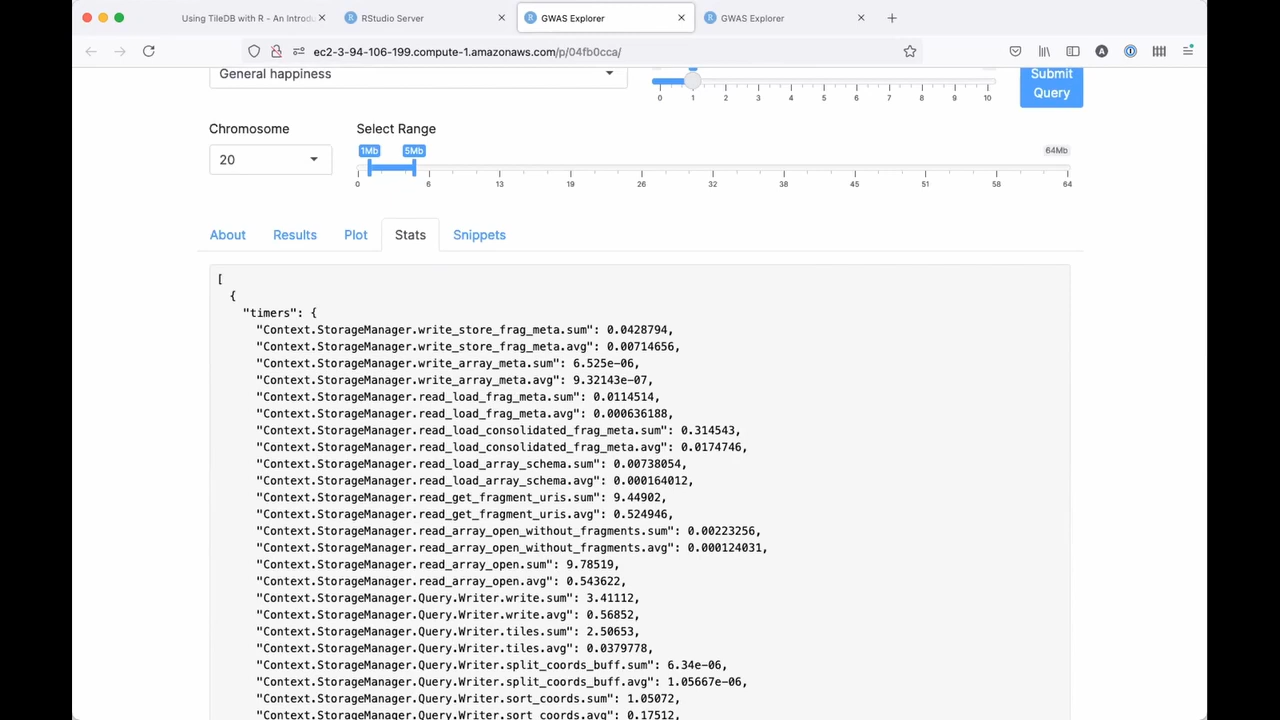 Using TileDB with R - An Introdu
RStudio Server
GWAS Explorer
GWAS Explorer
ec2-3-94-106-199.compute-1.amazonaws.com/p/04fb0cca/
General happiness
0 1 2 3 4 5 6 7 8 9 10
Submit
Query
Chromosome
Select Range
20
1Mb 5Mb 64Mb
0 6 13 19 26 32 38 45 51 58 64
About Results Plot Stats Snippets
[
{
"timers": {
"Context.StorageManager.write_store_frag_meta.sum": 0.0428794,
"Context.StorageManager.write_store_frag_meta.avg": 0.00714656,
"Context.StorageManager.write_array_meta.sum": 6.525e-06,
"Context.StorageManager.write_array_meta.avg": 9.32143e-07,
"Context.StorageManager.read_load_frag_meta.sum": 0.0114514,
"Context.StorageManager.read_load_frag_meta.avg": 0.000636188,
"Context.StorageManager.read_load_consolidated_frag_meta.sum": 0.314543,
"Context.StorageManager.read_load_consolidated_frag_meta.avg": 0.0174746,
"Context.StorageManager.read_load_array_schema.sum": 0.00738054,
"Context.StorageManager.read_load_array_schema.avg": 0.000164012,
"Context.StorageManager.read_get_fragment_uris.sum": 9.44902,
"Context.StorageManager.read_get_fragment_uris.avg": 0.524946,
"Context.StorageManager.read_array_open_without_fragments.sum": 0.00223256,
"Context.StorageManager.read_array_open_without_fragments.avg": 0.000124031,
"Context.StorageManager.read_array_open.sum": 9.78519,
"Context.StorageManager.read_array_open.avg": 0.543622,
"Context.StorageManager.Query.Writer.write.sum": 3.41112,
"Context.StorageManager.Query.Writer.write.avg": 0.56852,
"Context.StorageManager.Query.Writer.tiles.sum": 2.50653,
"Context.StorageManager.Query.Writer.tiles.avg": 0.0379778,
"Context.StorageManager.Query.Writer.split_coords_buff.sum": 6.34e-06,
"Context.StorageManager.Query.Writer.split_coords_buff.avg": 1.05667e-06,
"Context.StorageManager.Query.Writer.sort_coords.sum": 1.05072,
"Context.StorageManager.Query.Writer.sort_coords.avg": 0.17512,